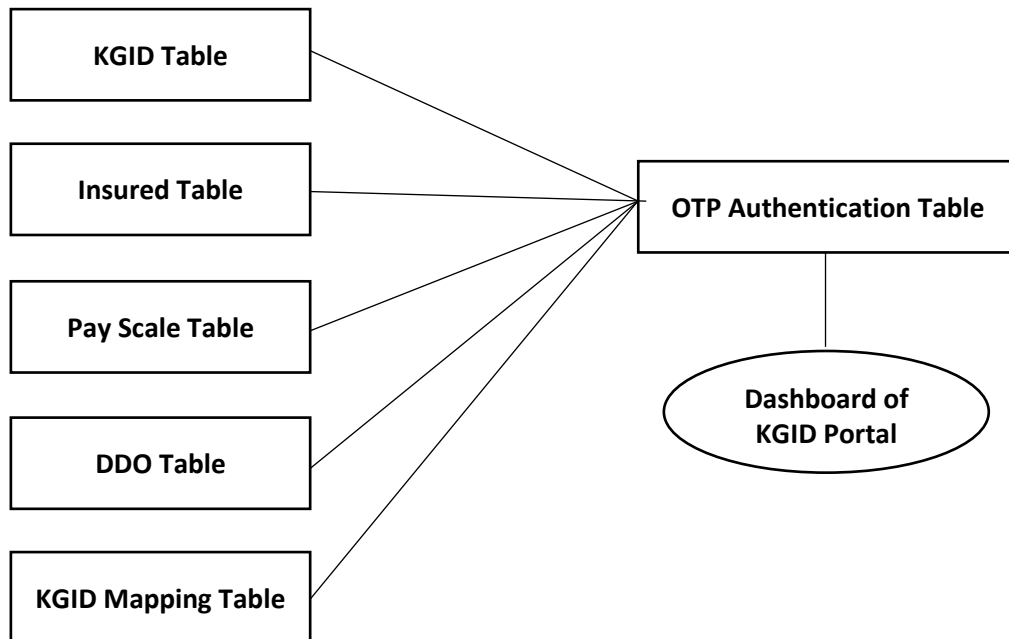 KGID Table
Insured Table
Pay Scale Table
DDO Table
KGID Mapping Table
OTP Authentication Table
Dashboard of
KGID Portal